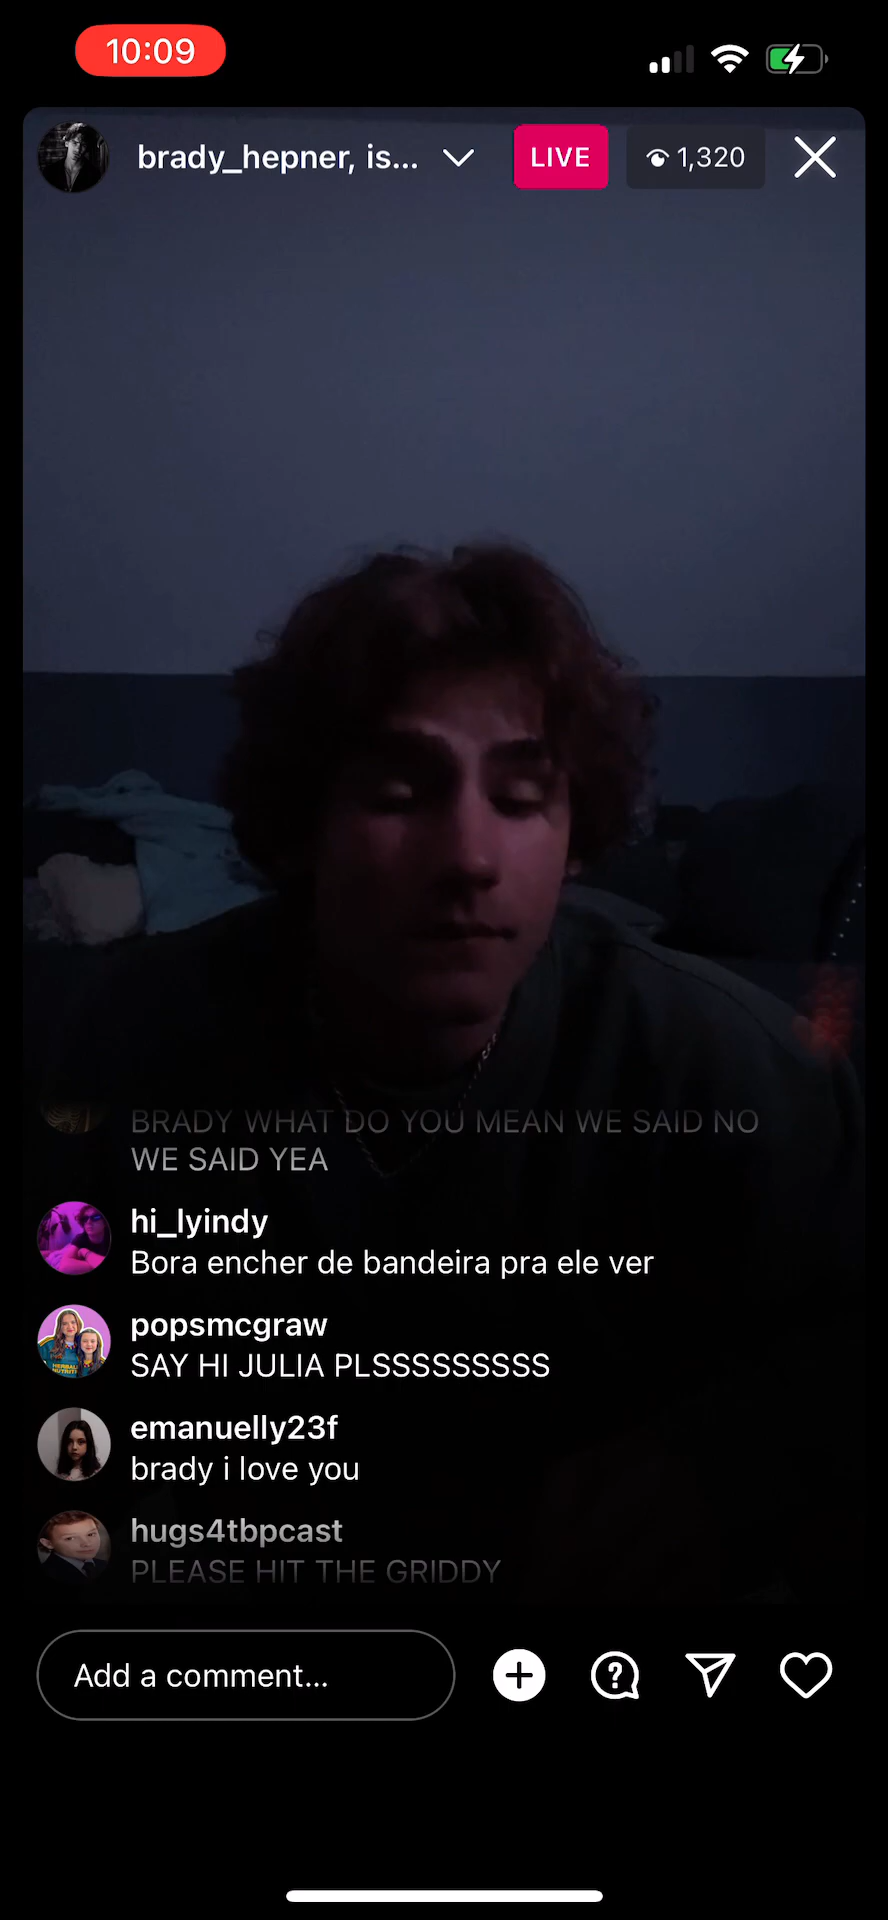 10:09
brady_hepner, is...
LIVE
1,320
BRADY WHAT DO YOU MEAN WE SAID NO
WE SAID YEA
hi_lyindy
Bora encher de bandeira pra ele ver
popsmcgraw
SAY HI JULIA PLSSSSSSSSS
emanuelly23f
brady i love you
hugs4tbpcast
PLEASE HIT THE GRIDDY
Add a comment...